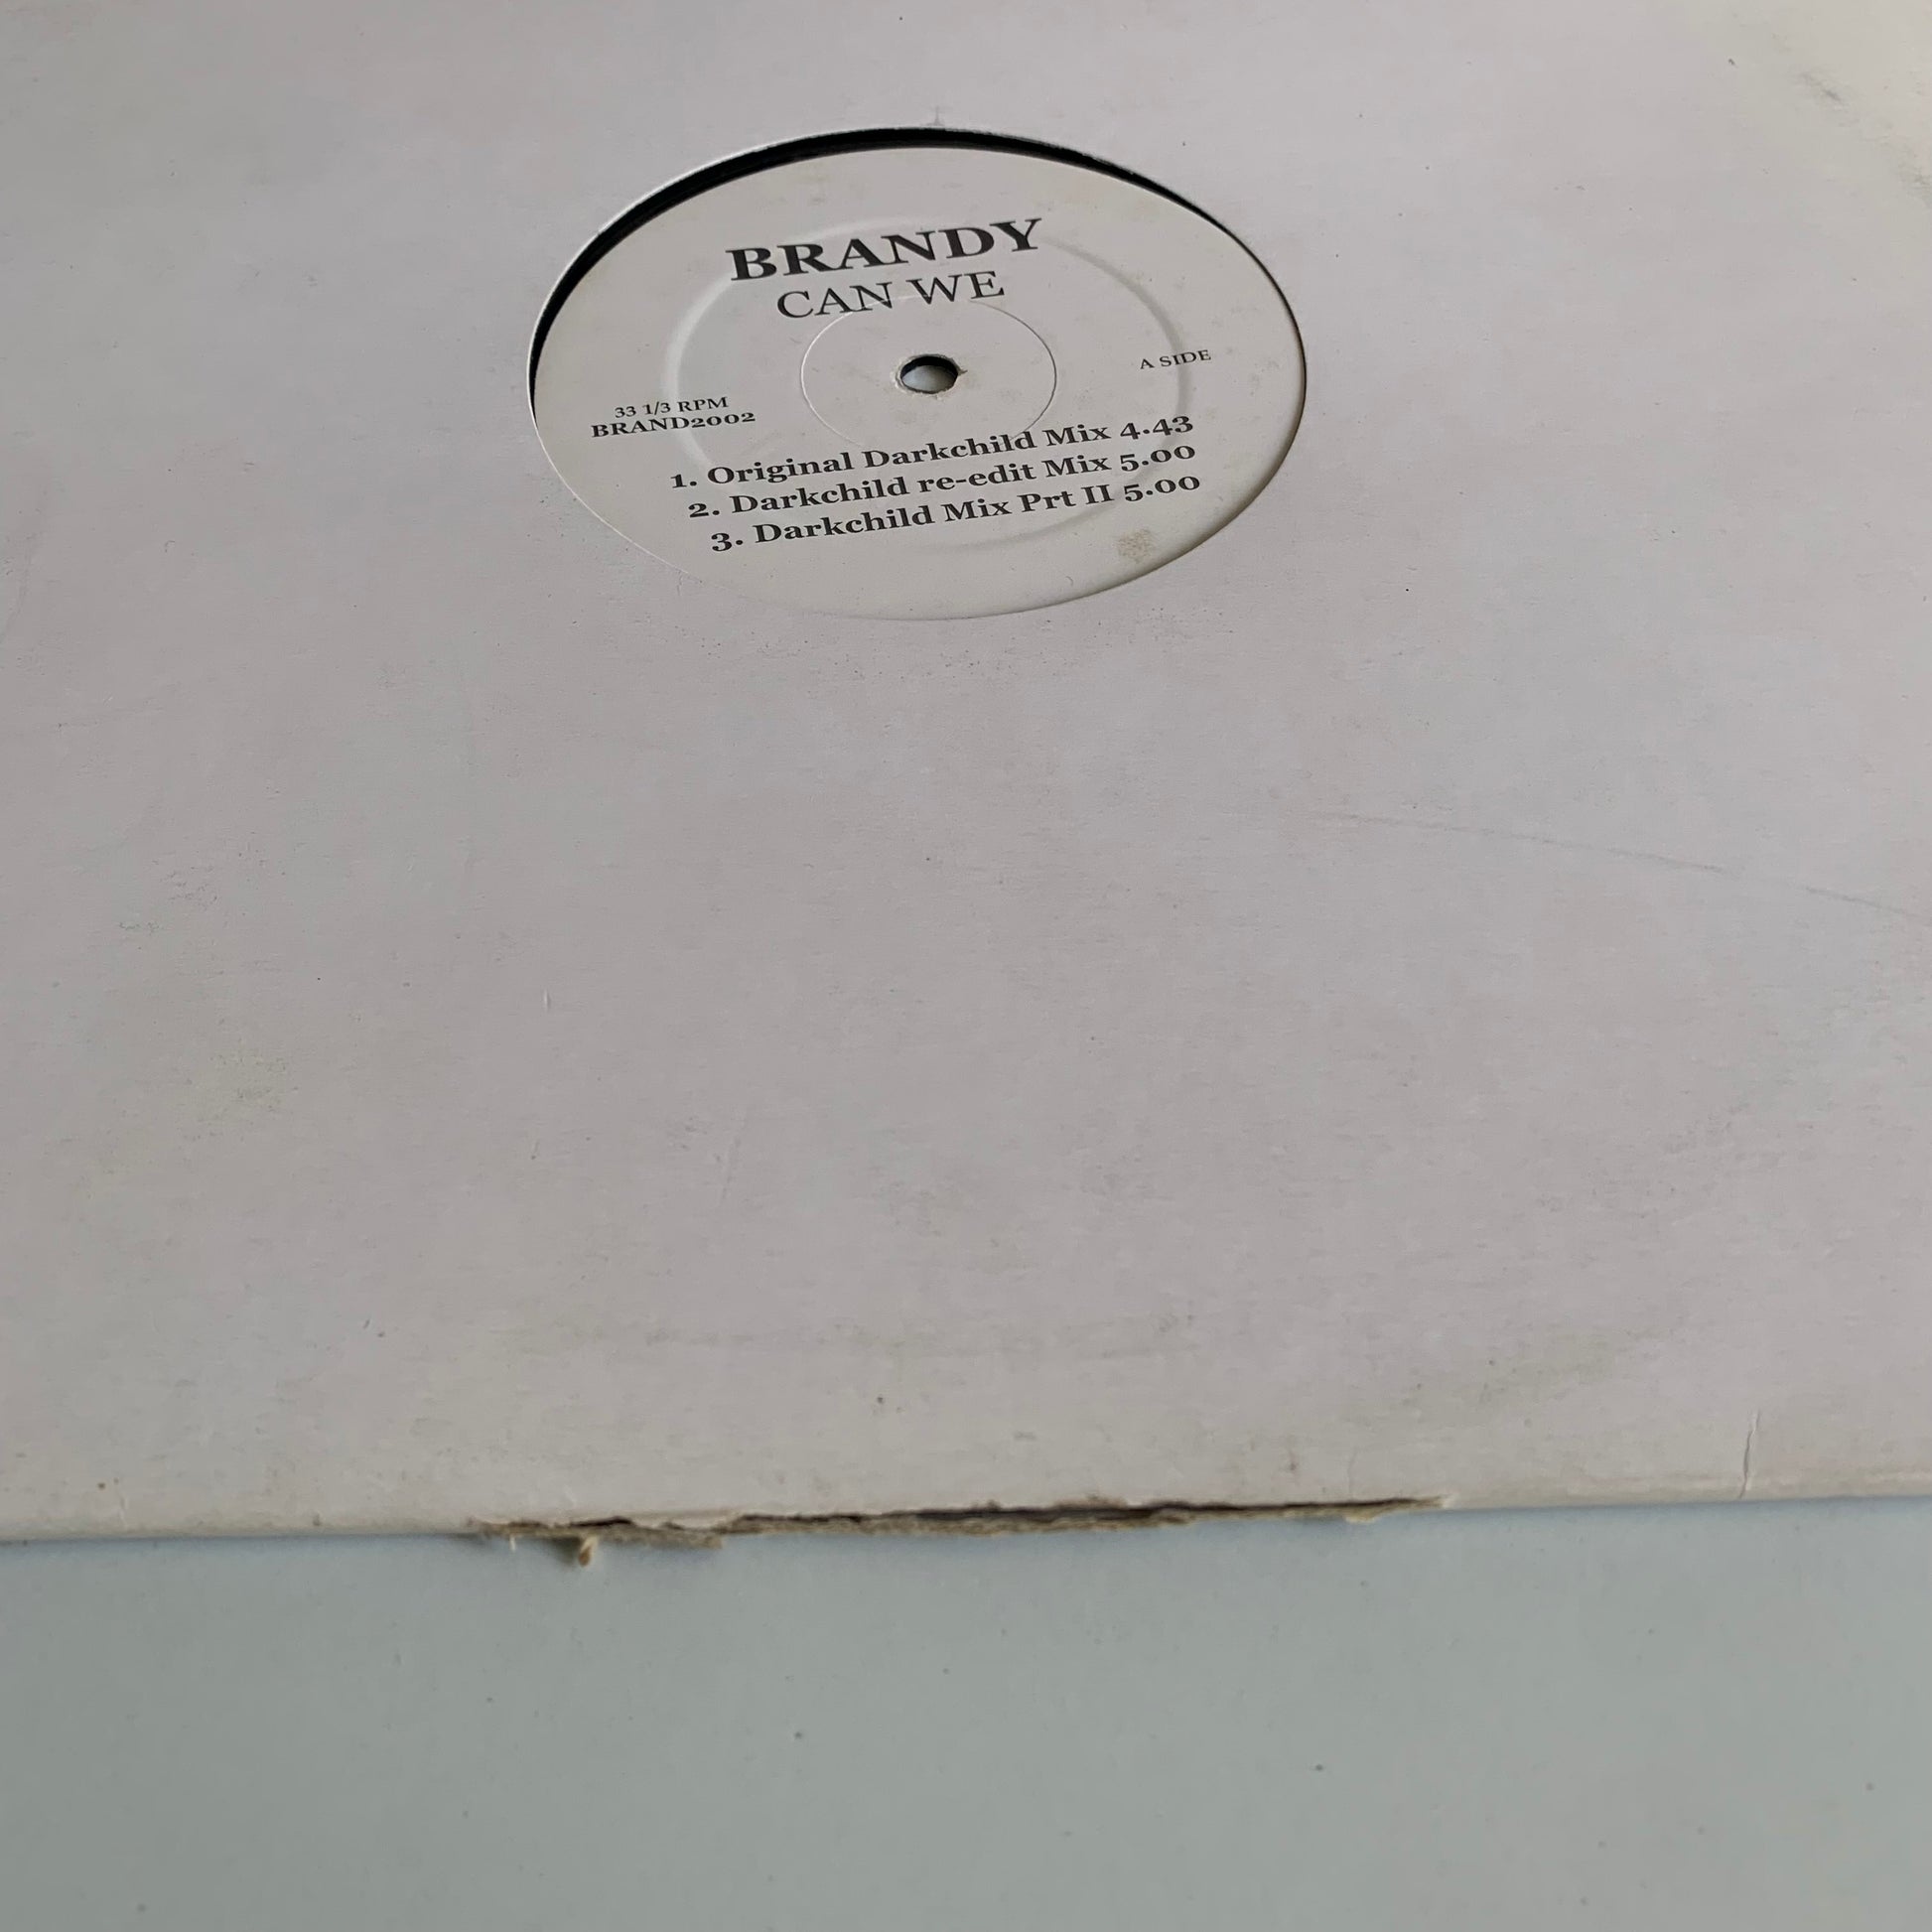 BRANDY
CAN WE
A SIDE
33 1/3 RPM
BRAND2002
1. Original Darkchild Mix 4.43
2. Darkchild re-edit Mix 5.00
3. Darkchild Mix Prt II 5.00